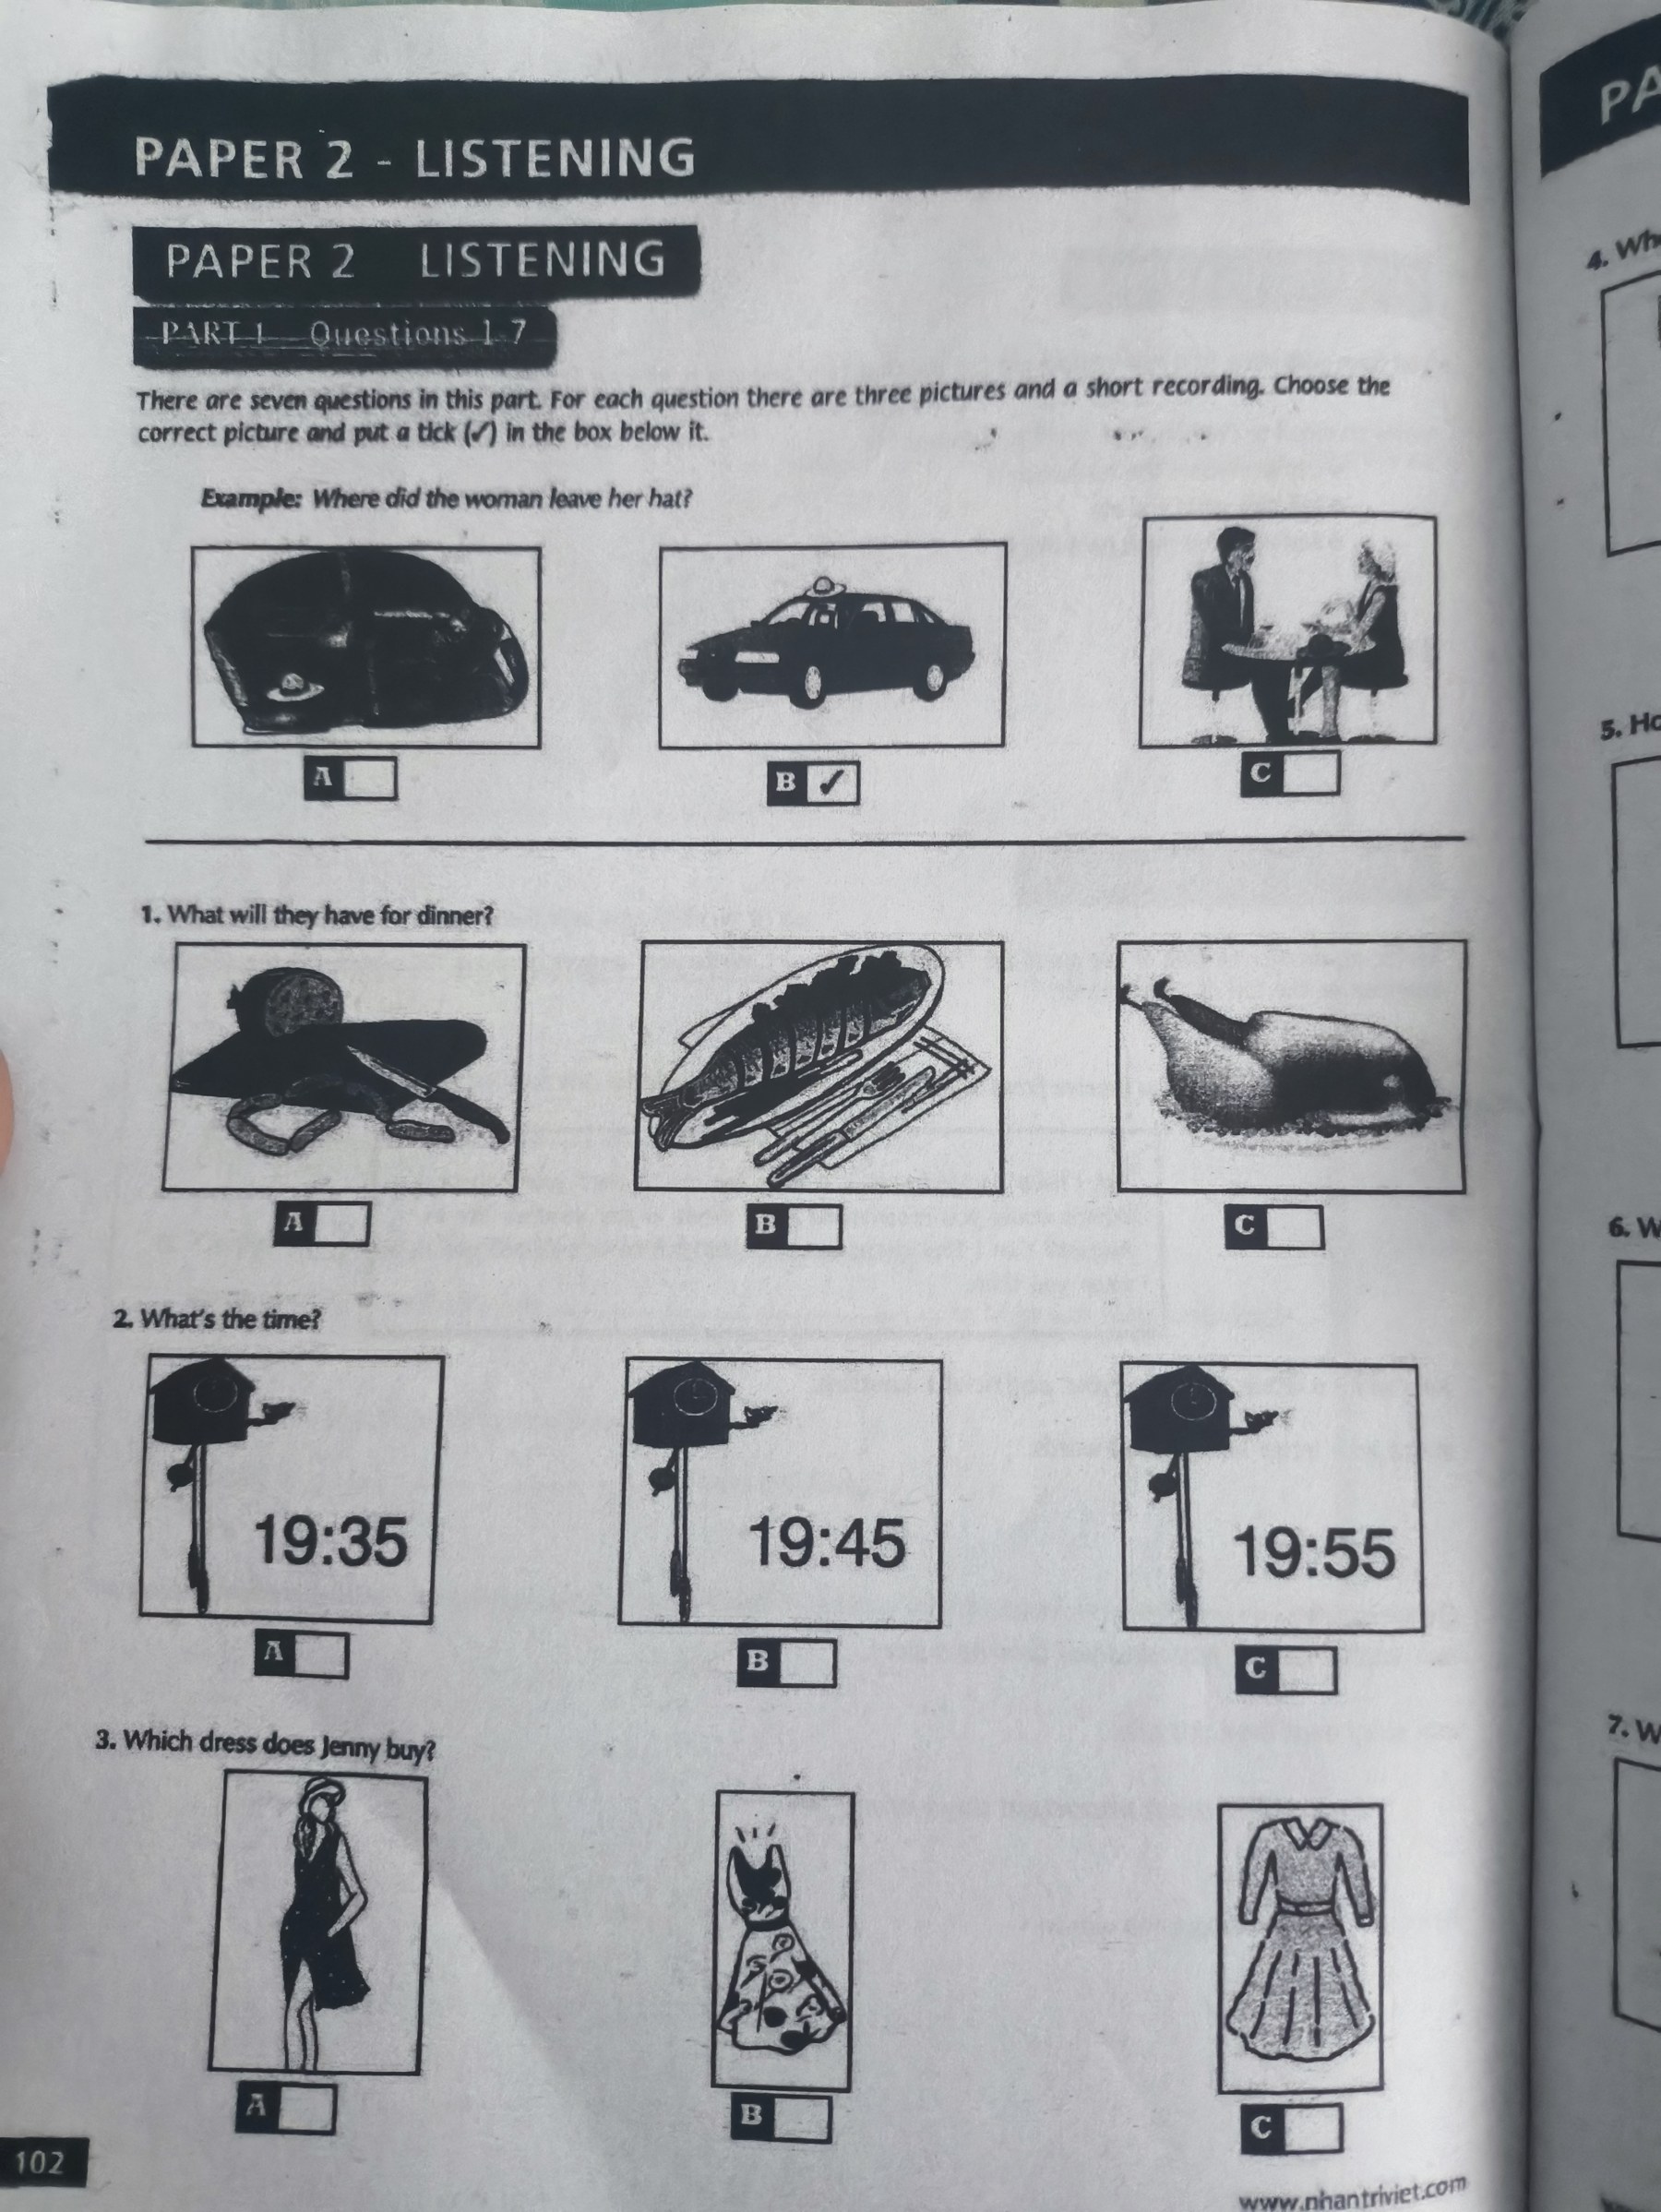 PAPER 2 - LISTENING
PAPER 2 LISTENING
PART 1 Questions 1-7
There are seven questions in this part. For each question there are three pictures and a short recording. Choose the
correct picture and put a tick (✓) in the box below it.
Example: Where did the woman leave her hat?
A
B ✓
C
1. What will they have for dinner?
A
B
C
2. What's the time?
19:35
19:45
19:55
A
B
C
3. Which dress does Jenny buy?
A
B
C
102
www.nhantriviet.com
PA
4.
5.
6.
7.